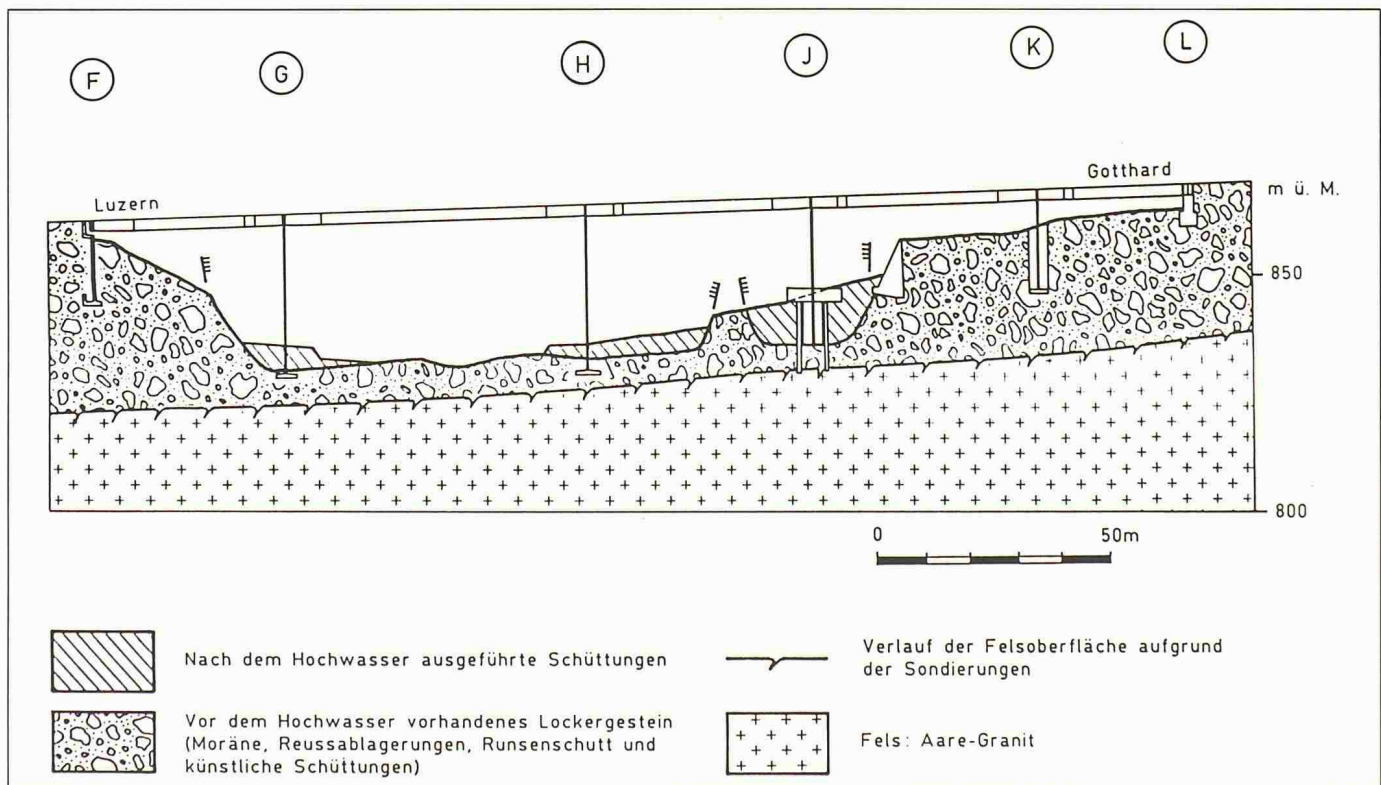 F
G
H
J
K
L
Luzern
Gotthard
m ü. M.
850
800
0 50m
Nach dem Hochwasser ausgeführte Schüttungen
Vor dem Hochwasser vorhandenes Lockergestein
(Moräne, Reussablagerungen, Runsenschutt und
künstliche Schüttungen)
Verlauf der Felsoberfläche aufgrund
der Sondierungen
Fels: Aare-Granit